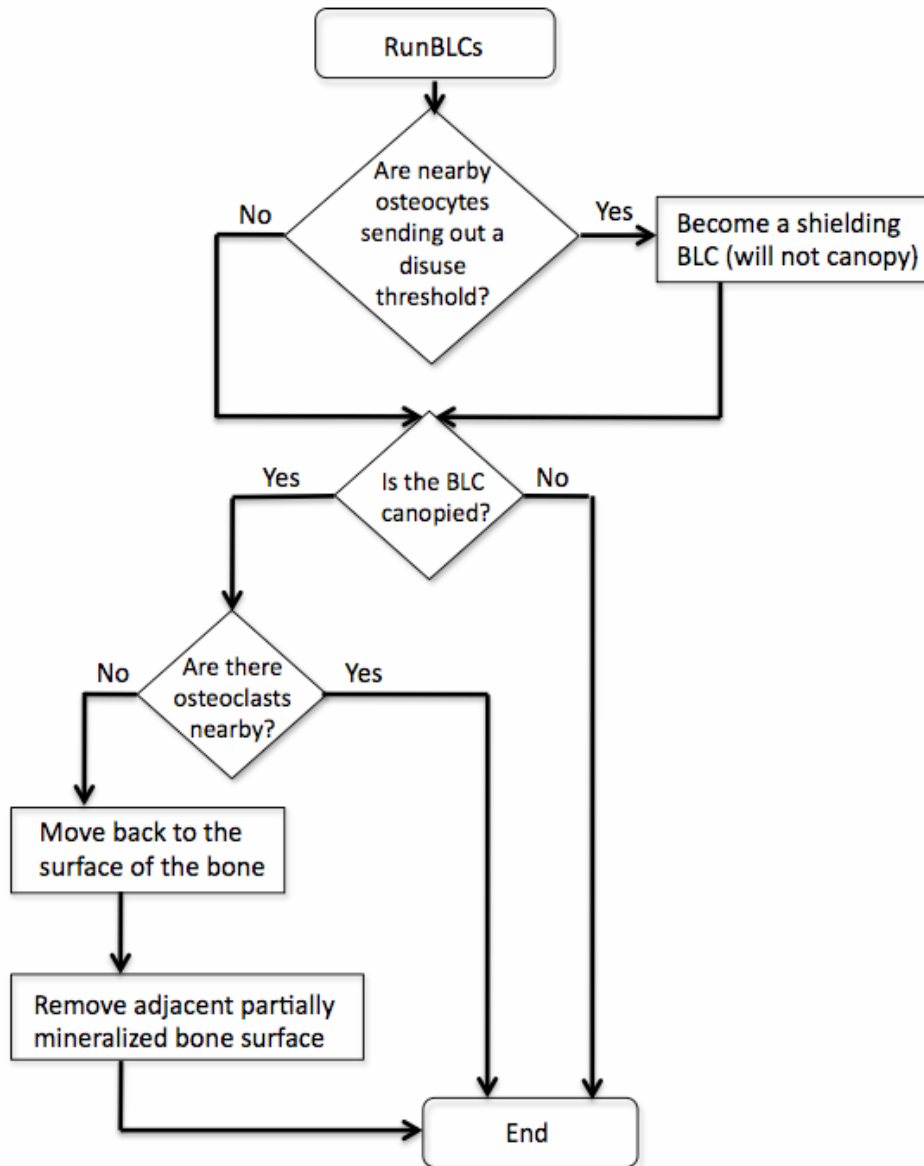 RunBLCs
Are nearby
osteocytes
sending out a
disuse
threshold?
No
Yes
Become a shielding
BLC (will not canopy)
Is the BLC
canopied?
Yes
No
Are there
osteoclasts
nearby?
No
Yes
Move back to the
surface of the bone
Remove adjacent partially
mineralized bone surface
End